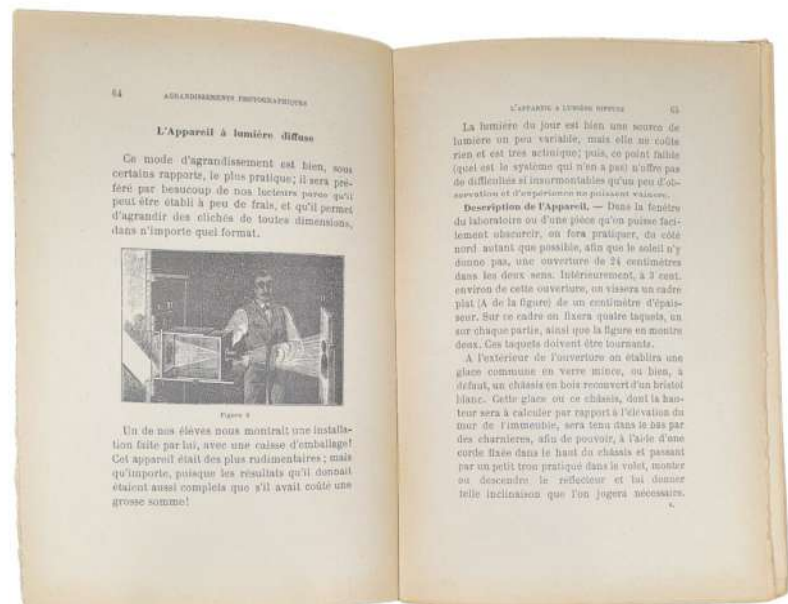 64 AGRANDISSEMENTS PHOTOGRAPHIQUES
L'Appareil à lumière diffuse
Ce mode d'agrandissement est bien, sous
certains rapports, le plus pratique; il sera pré-
féré par beaucoup de nos lecteurs parce qu'il
peut être établi à peu de frais, et qu'il permet
d'agrandir des clichés de toutes dimensions,
dans n'importe quel format.
Figure 8
Un de nos élèves nous montrait une installa-
tion faite par lui, avec une caisse d'emballage!
Cet appareil était des plus rudimentaires; mais
qu'importe, puisque les résultats qu'il donnait
étaient aussi complets que s'il avait coûté une
grosse somme!
L'APPAREIL A LUMIÈRE DIFFUSE 65
La lumière du jour est bien une source de
lumière un peu variable, mais elle ne coûte
rien et est très actinique; puis, ce point faible
(quel est le système qui n'en a pas) n'offre pas
de difficultés si insurmontables qu'un peu d'ob-
servation et d'expérience ne puissent vaincre.
Description de l'Appareil. — Dans la fenêtre
du laboratoire ou d'une pièce qu'on puisse faci-
lement obscurcir, on fera pratiquer, du côté
nord autant que possible, afin que le soleil n'y
donne pas, une ouverture de 24 centimètres
dans les deux sens. Intérieurement, à 3 cent.
environ de cette ouverture, on vissera un cadre
plat (A de la figure) de un centimètre d'épais-
seur. Sur ce cadre on fixera quatre taquets, un
sur chaque partie, ainsi que la figure en montre
deux. Ces taquets doivent être tournants.
A l'extérieur de l'ouverture on établira une
glace commune en verre mince, ou bien, à
défaut, un châssis en bois recouvert d'un bristol
blanc. Cette glace ou ce châssis, dont la hau-
teur sera à calculer par rapport à l'élévation du
mur de l'immeuble, sera tenu dans le bas par
des charnières, afin de pouvoir, à l'aide d'une
corde fixée dans le haut du châssis et passant
par un petit trou pratiqué dans le volet, monter
ou descendre le réflecteur et lui donner
telle inclinaison que l'on jugera nécessaire.